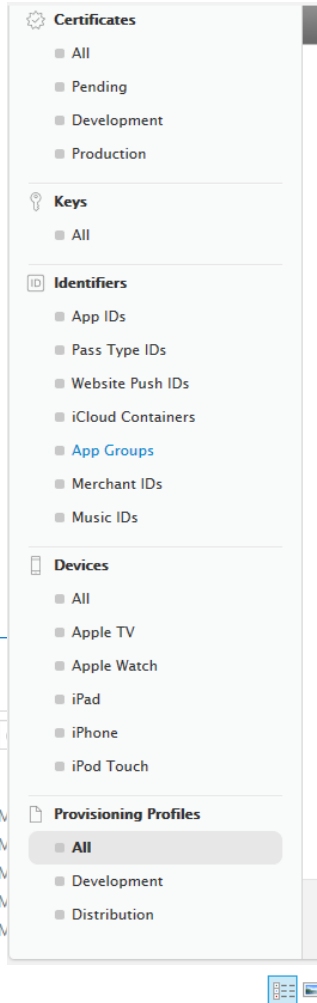 Certificates
All
Pending
Development
Production
Keys
All
ID Identifiers
App IDs
Pass Type IDs
Website Push IDs
iCloud Containers
App Groups
Merchant IDs
Music IDs
Devices
All
Apple TV
Apple Watch
iPad
iPhone
iPod Touch
Provisioning Profiles
All
Development
Distribution